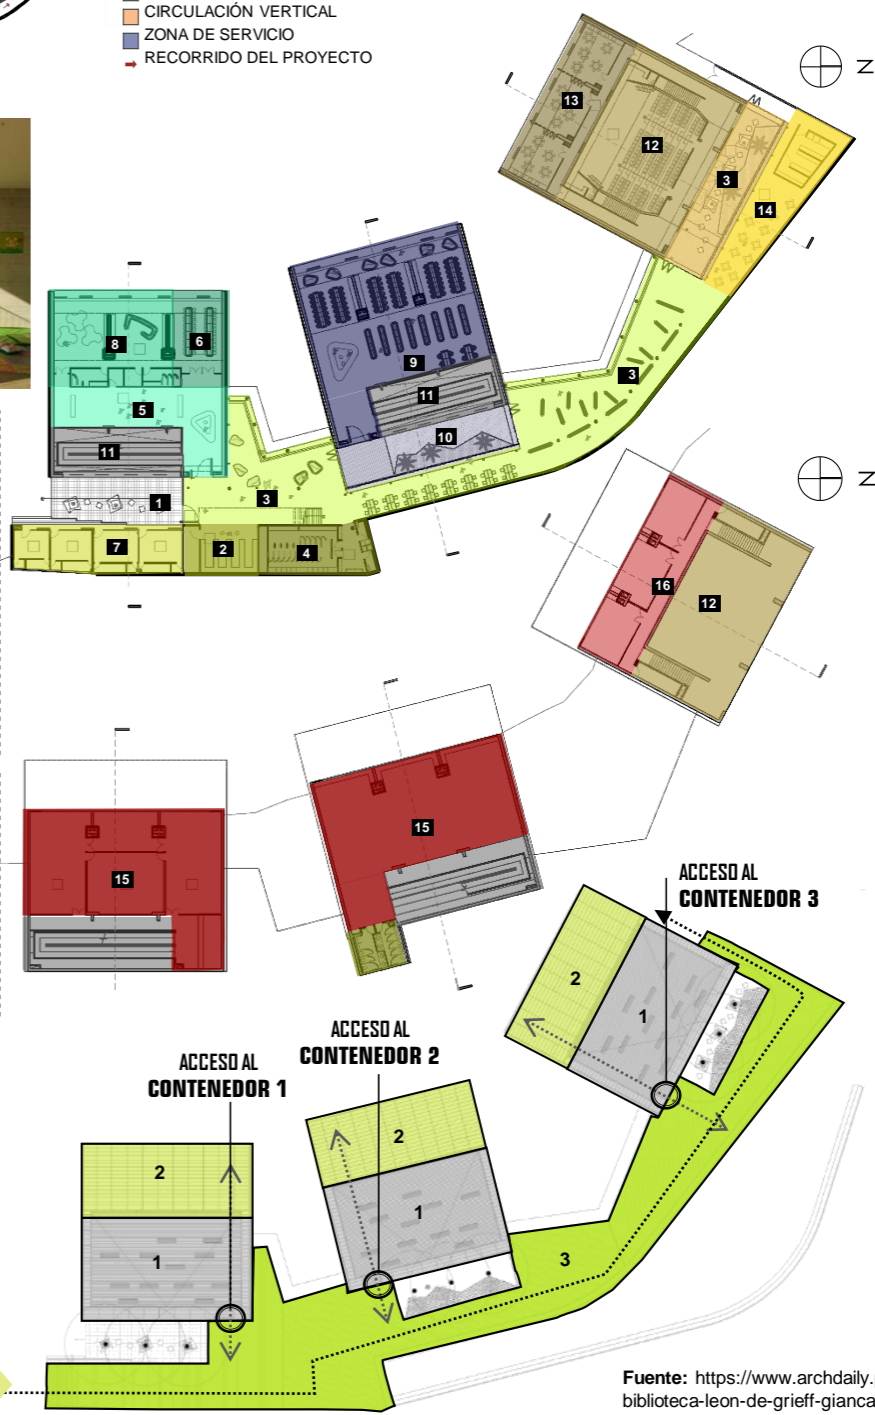 CIRCULACIÓN VERTICAL
ZONA DE SERVICIO
RECORRIDO DEL PROYECTO
N
13
12
3
14
8
6
9
5
11
11
10
3
1
3
7
2
4
N
16
12
15
15
ACCESO AL
CONTENEDOR 3
2
1
ACCESO AL
CONTENEDOR 2
ACCESO AL
CONTENEDOR 1
2
2
1
1
3
Fuente: https://www.archdaily.
biblioteca-leon-de-grieff-gianca